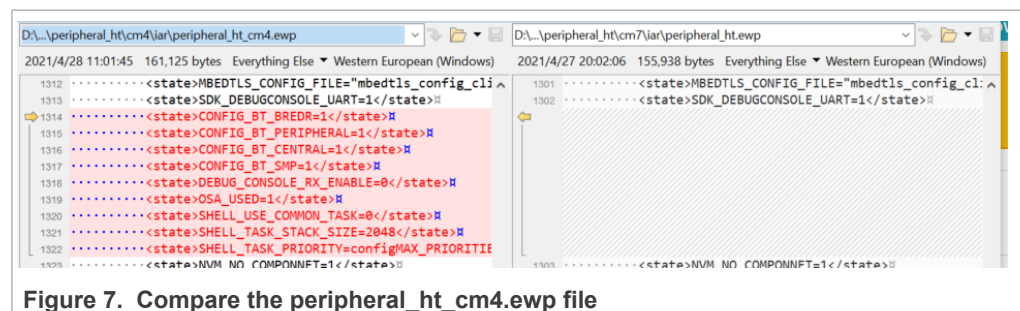 D:\...\peripheral_ht\cm4\iar\peripheral_ht_cm4.ewp
2021/4/28 11:01:45 161,125 bytes Everything Else Western European (Windows)
1312 ··········<state>MBEDTLS_CONFIG_FILE="mbedtls_config_cli
1313 ··········<state>SDK_DEBUGCONSOLE_UART=1</state>¤
1314 ··········<state>CONFIG_BT_BREDR=1</state>¤
1315 ··········<state>CONFIG_BT_PERIPHERAL=1</state>¤
1316 ··········<state>CONFIG_BT_CENTRAL=1</state>¤
1317 ··········<state>CONFIG_BT_SMP=1</state>¤
1318 ··········<state>DEBUG_CONSOLE_RX_ENABLE=0</state>¤
1319 ··········<state>OSA_USED=1</state>¤
1320 ··········<state>SHELL_USE_COMMON_TASK=0</state>¤
1321 ··········<state>SHELL_TASK_STACK_SIZE=2048</state>¤
1322 ··········<state>SHELL_TASK_PRIORITY=configMAX_PRIORITIE
1323 ··········<state>NVM_NO_COMPONNET=1</state>¤
D:\...\peripheral_ht\cm7\iar\peripheral_ht.ewp
2021/4/27 20:02:06 155,938 bytes Everything Else Western European (Windows)
1301 ··········<state>MBEDTLS_CONFIG_FILE="mbedtls_config_cl:
1302 ··········<state>SDK_DEBUGCONSOLE_UART=1</state>¤
1303 ··········<state>NVM_NO_COMPONNET=1</state>¤
Figure 7. Compare the peripheral_ht_cm4.ewp file